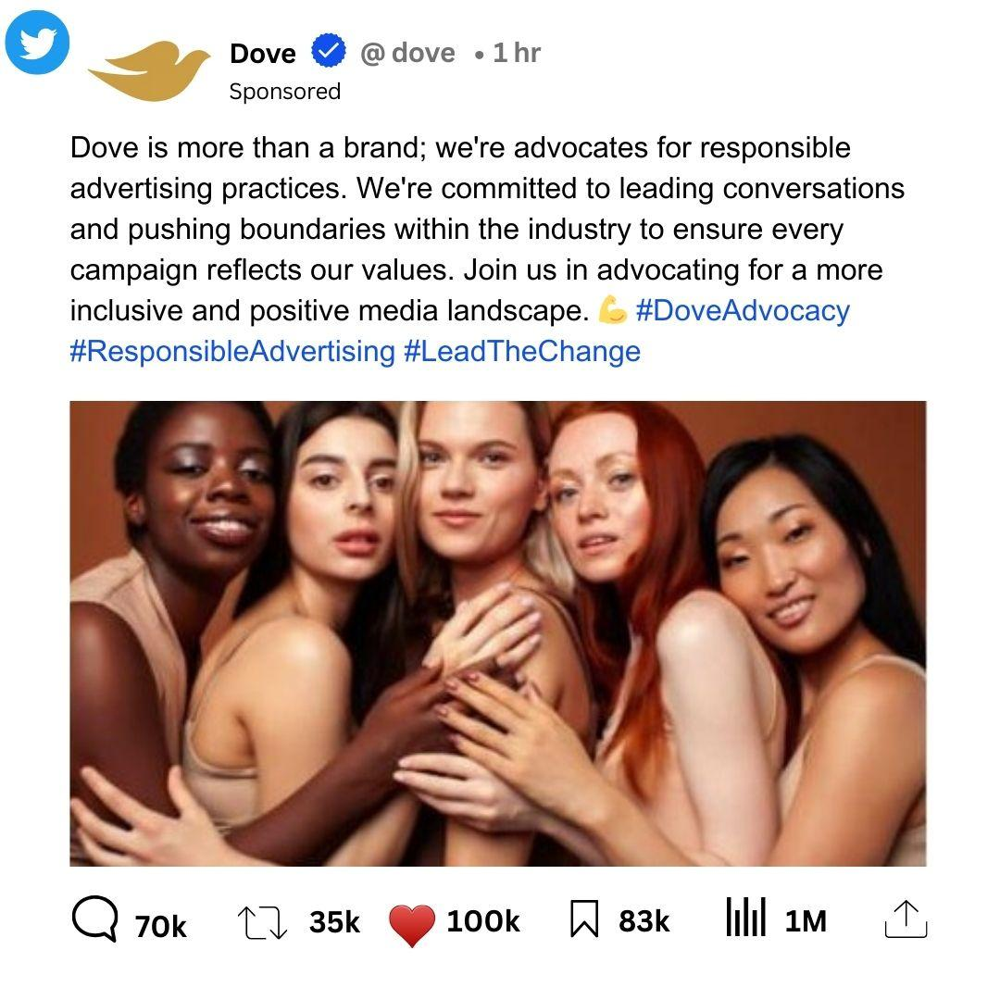 Dove @ dove • 1 hr
Sponsored
Dove is more than a brand; we're advocates for responsible
advertising practices. We're committed to leading conversations
and pushing boundaries within the industry to ensure every
campaign reflects our values. Join us in advocating for a more
inclusive and positive media landscape. 💪 #DoveAdvocacy
#ResponsibleAdvertising #LeadTheChange
70k 35k 100k 83k 1M